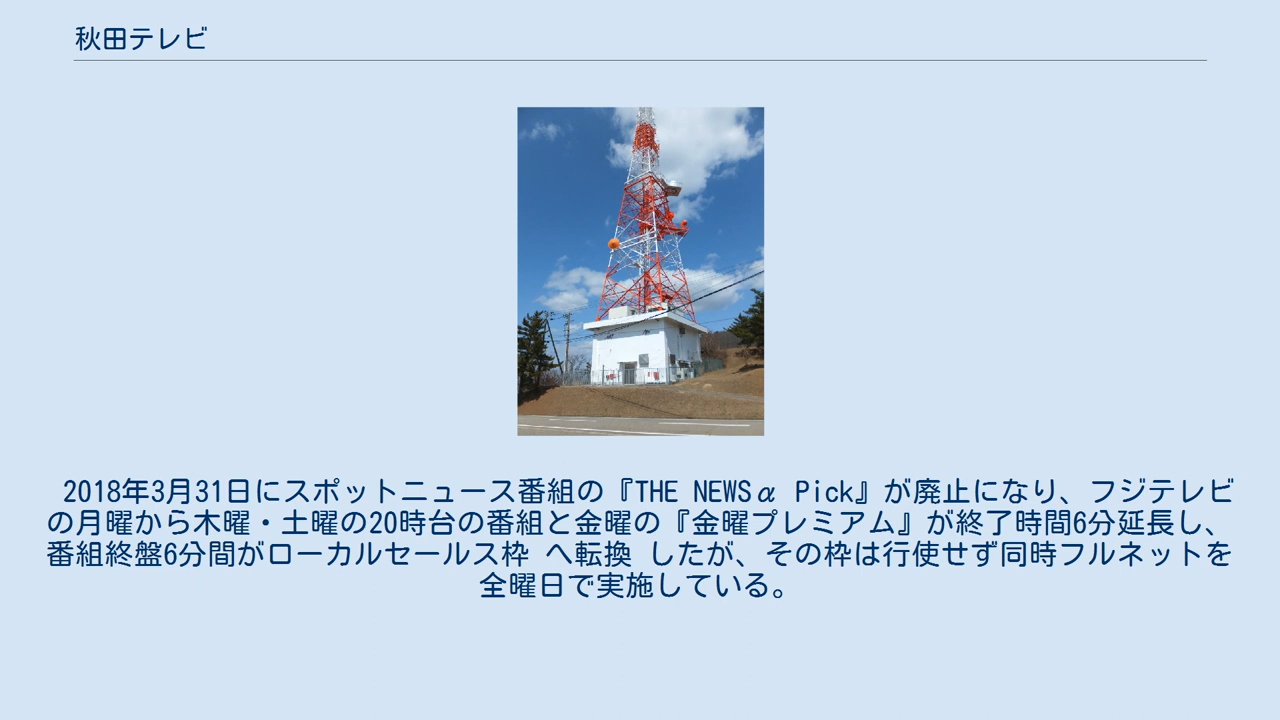 秋田テレビ
2018年3月31日にスポットニュース番組の『THE NEWSα Pick』が廃止になり、フジテレビ
の月曜から木曜・土曜の20時台の番組と金曜の『金曜プレミアム』が終了時間6分延長し、
番組終盤6分間がローカルセールス枠 へ転換 したが、その枠は行使せず同時フルネットを
全曜日で実施している。